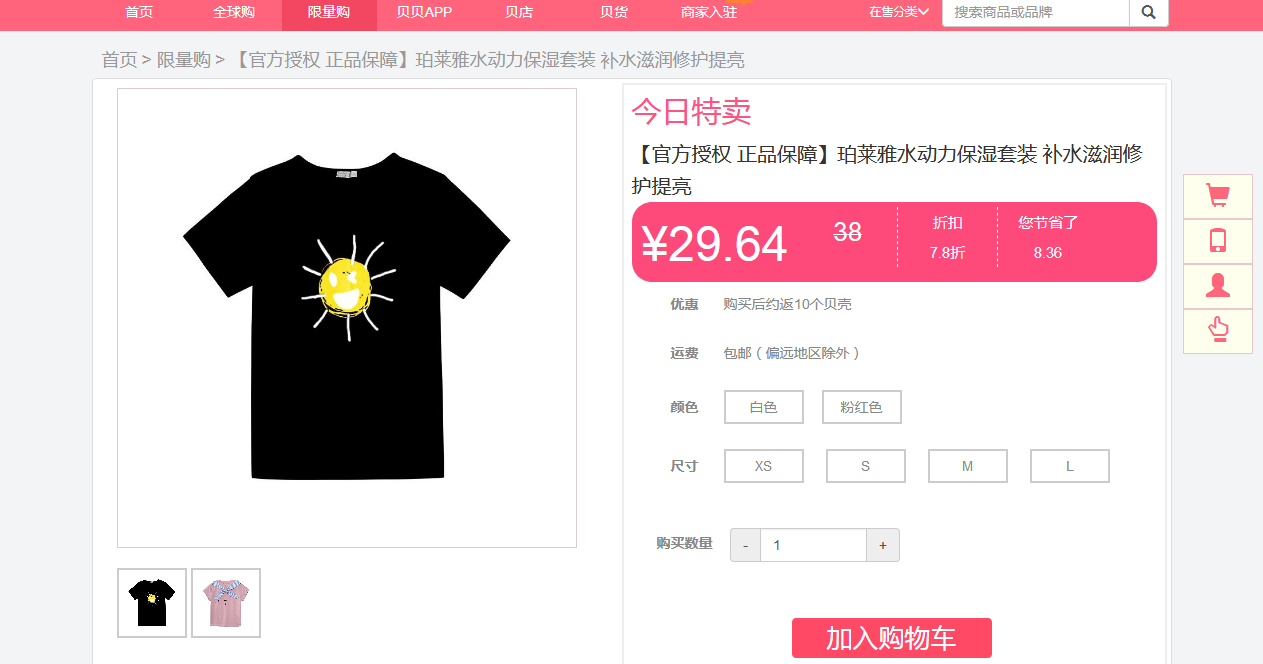 首页 全球购 限量购 贝贝APP 贝店 贝货 商家入驻 在售分类 搜索商品或品牌
首页 > 限量购 > 【官方授权 正品保障】珀莱雅水动力保湿套装 补水滋润修护提亮
今日特卖
【官方授权 正品保障】珀莱雅水动力保湿套装 补水滋润修
护提亮
¥29.64 38 折扣 您节省了
7.8折 8.36
优惠 购买后约返10个贝壳
运费 包邮（偏远地区除外）
颜色 白色 粉红色
尺寸 XS S M L
购买数量 - 1 +
加入购物车